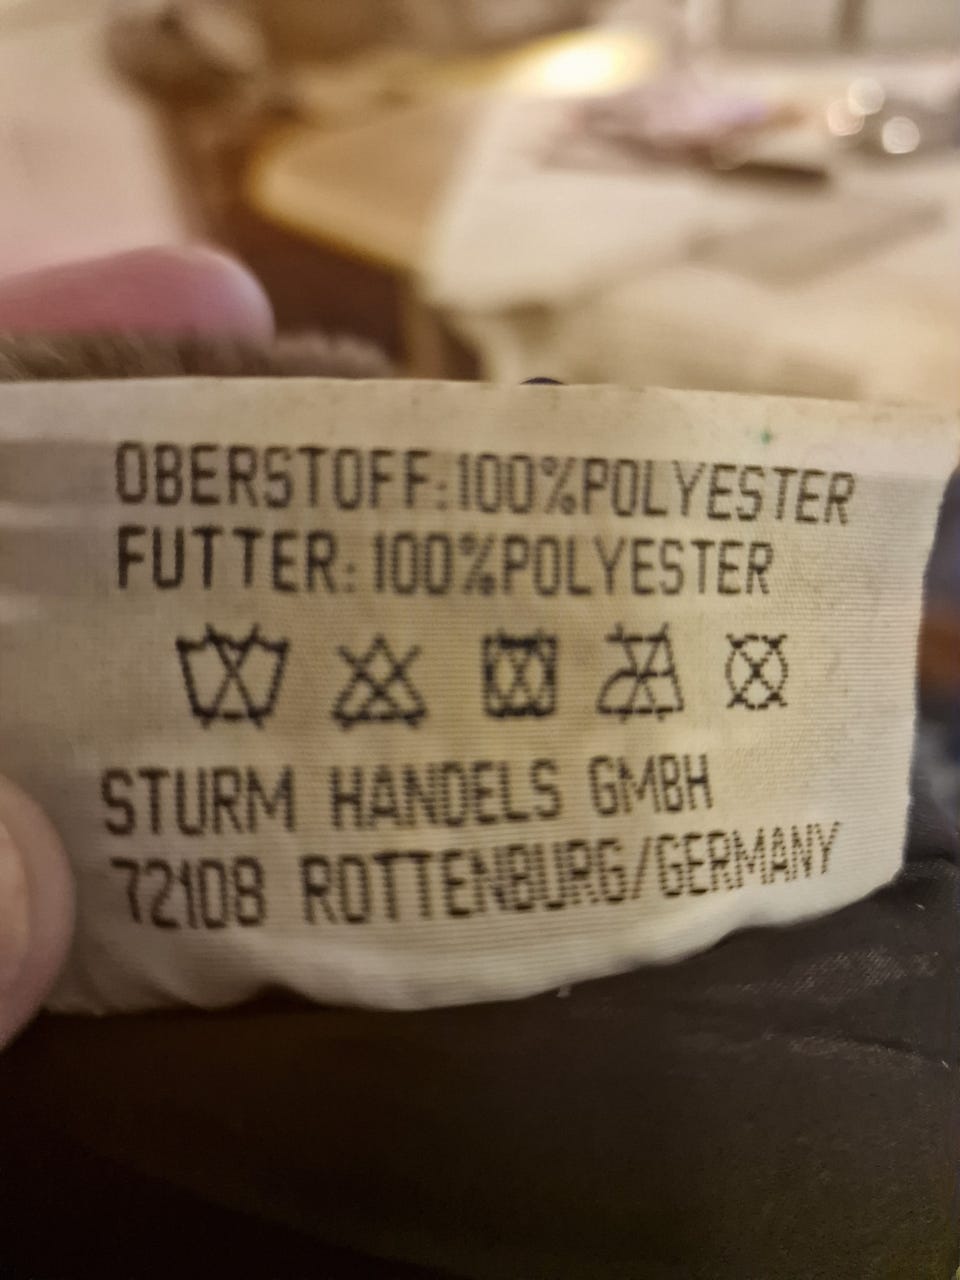 OBERSTOFF:100%POLYESTER
FUTTER:100%POLYESTER
STURM HANDELS GMBH
72108 ROTTENBURG/GERMANY